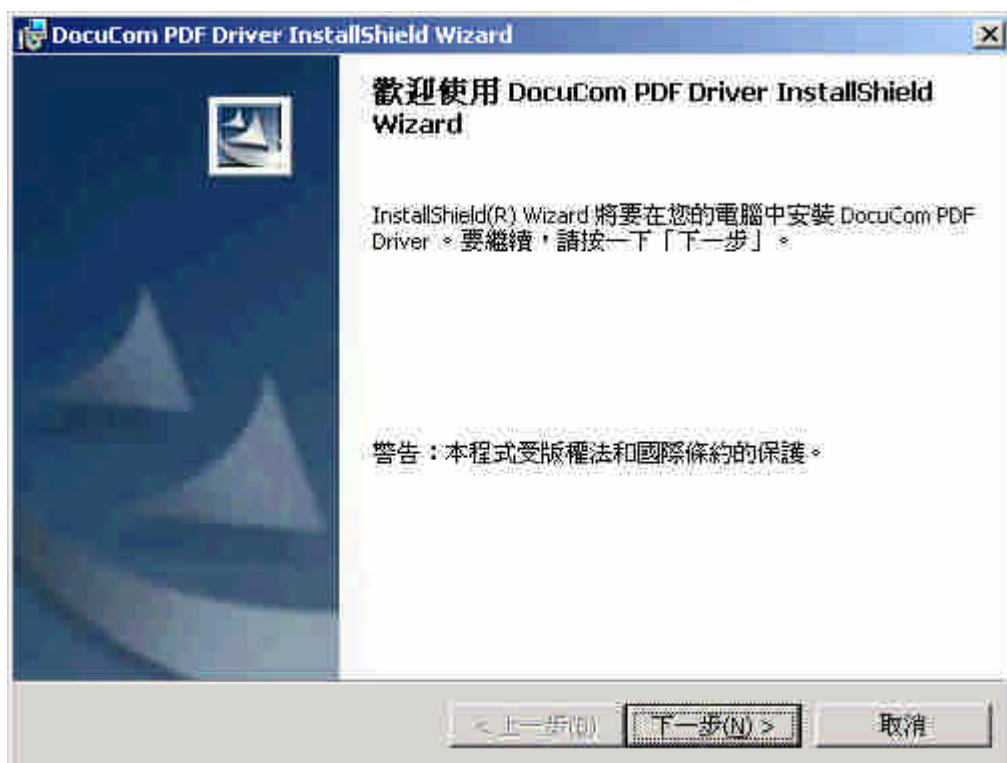 DocuCom PDF Driver InstallShield Wizard
歡迎使用 DocuCom PDF Driver InstallShield
Wizard
InstallShield(R) Wizard 將要在您的電腦中安裝 DocuCom PDF
Driver 。要繼續，請按一下「下一步」。
警告：本程式受版權法和國際條約的保護。
< 上一步(B) 下一步(N) > 取消